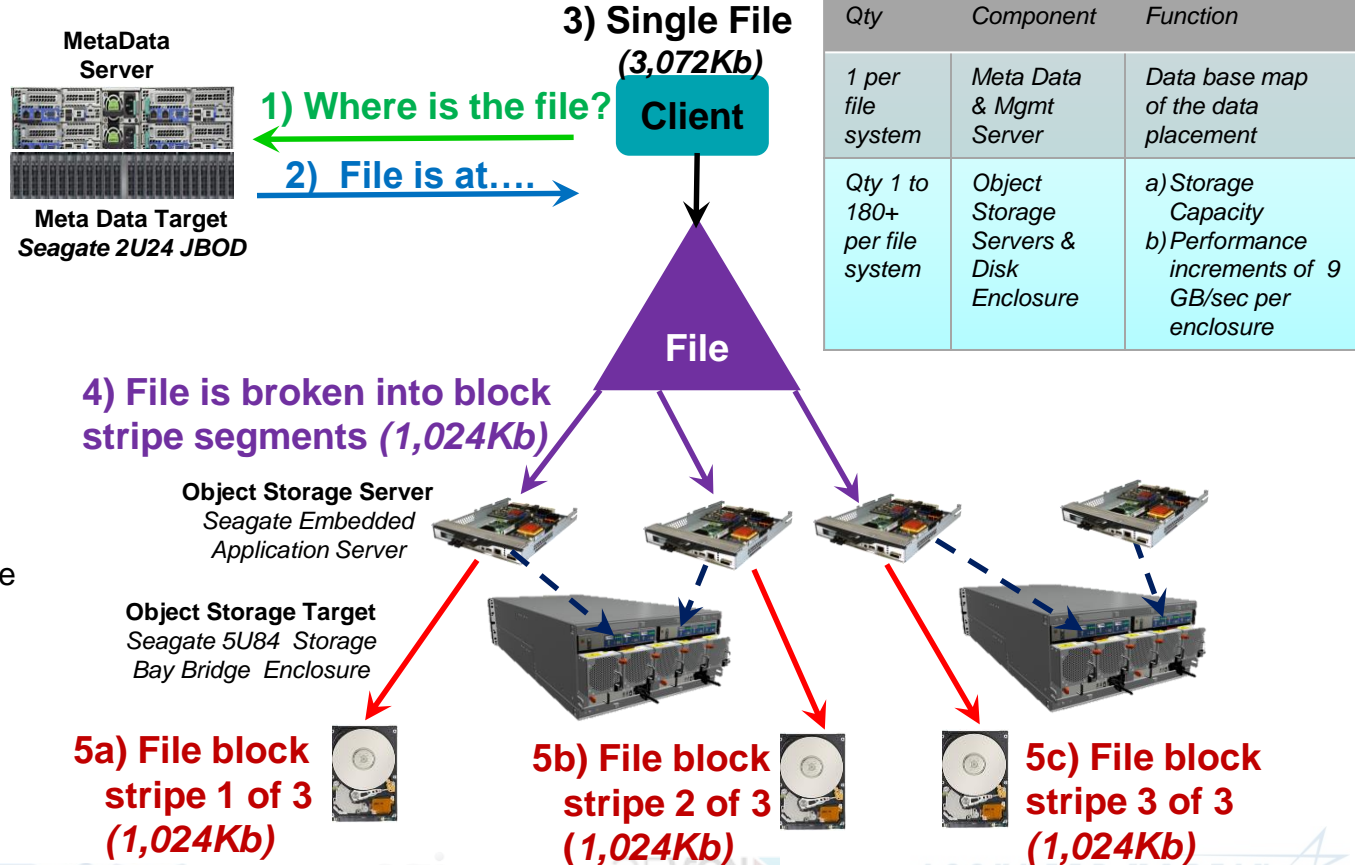 MetaData
Server
Meta Data Target
Seagate 2U24 JBOD
1) Where is the file?
2) File is at....
3) Single File
(3,072Kb)
Client
Qty Component Function
1 per
file
system
Meta Data
& Mgmt
Server
Data base map
of the data
placement
Qty 1 to
180+
per file
system
Object
Storage
Servers &
Disk
Enclosure
a) Storage
Capacity
b) Performance
increments of 9
GB/sec per
enclosure
File
4) File is broken into block
stripe segments (1,024Kb)
Object Storage Server
Seagate Embedded
Application Server
e
Object Storage Target
Seagate 5U84 Storage
Bay Bridge Enclosure
5a) File block
stripe 1 of 3
(1,024Kb)
5b) File block
stripe 2 of 3
(1,024Kb)
5c) File block
stripe 3 of 3
(1,024Kb)